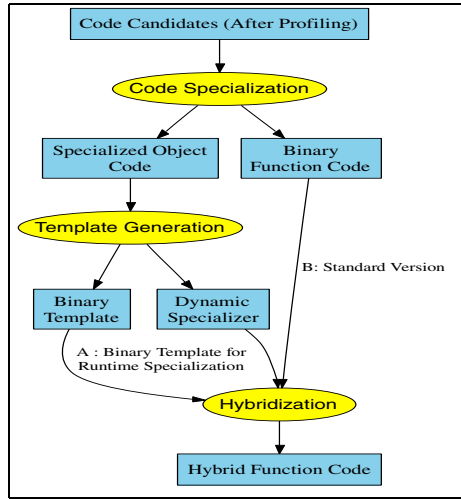 Code Candidates (After Profiling)
Code Specialization
Specialized Object
Code
Binary
Function Code
Template Generation
B: Standard Version
Binary
Template
Dynamic
Specializer
A : Binary Template for
Runtime Specialization
Hybridization
Hybrid Function Code